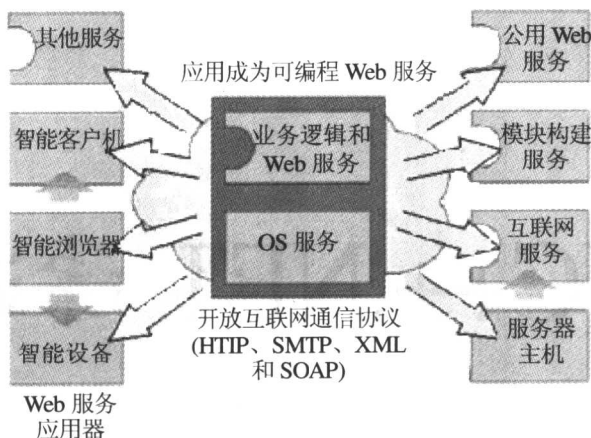 其他服务
智能客户机
智能浏览器
智能设备
Web 服务
应用器
应用成为可编程 Web 服务
业务逻辑和
Web 服务
OS 服务
开放互联网通信协议
(HTIP、SMTP、XML
和 SOAP)
公用 Web
服务
模块构建
服务
互联网
服务
服务器
主机